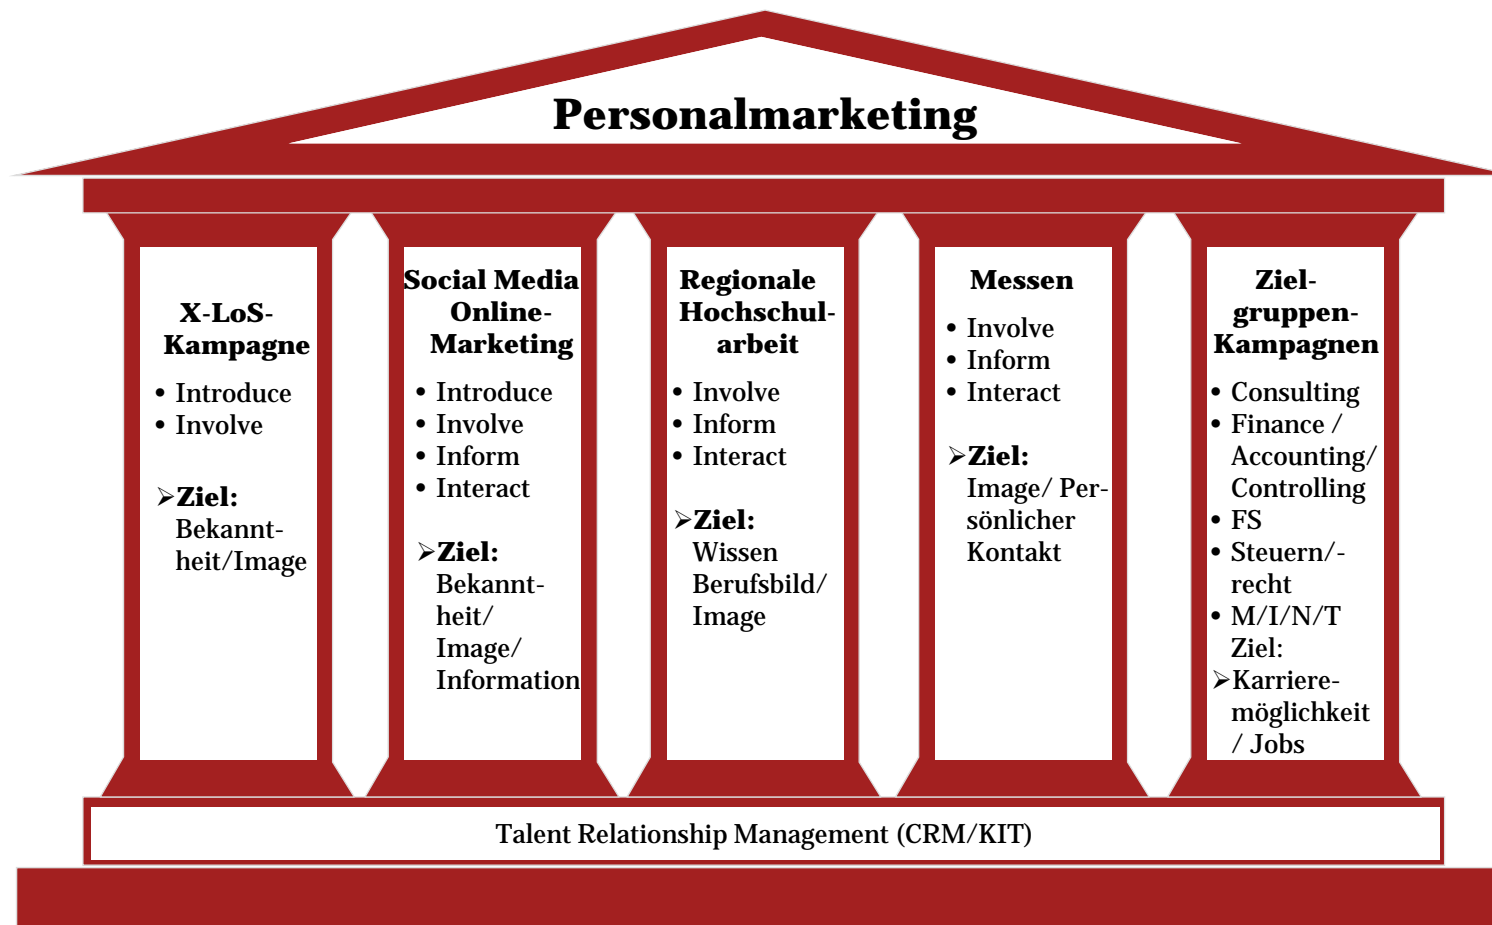 Personalmarketing
X-LoS-
Kampagne
• Introduce
• Involve
➢Ziel:
Bekannt-
heit/Image
Social Media
Online-
Marketing
• Introduce
• Involve
• Inform
• Interact
➢Ziel:
Bekannt-
heit/
Image/
Information
Regionale
Hochschul-
arbeit
• Involve
• Inform
• Interact
➢Ziel:
Wissen
Berufsbild/
Image
Messen
• Involve
• Inform
• Interact
➢Ziel:
Image/ Per-
sönlicher
Kontakt
Ziel-
gruppen-
Kampagnen
• Consulting
• Finance /
Accounting/
Controlling
• FS
• Steuern/-
recht
• M/I/N/T
Ziel:
➢Karriere-
möglichkeit
/ Jobs
Talent Relationship Management (CRM/KIT)